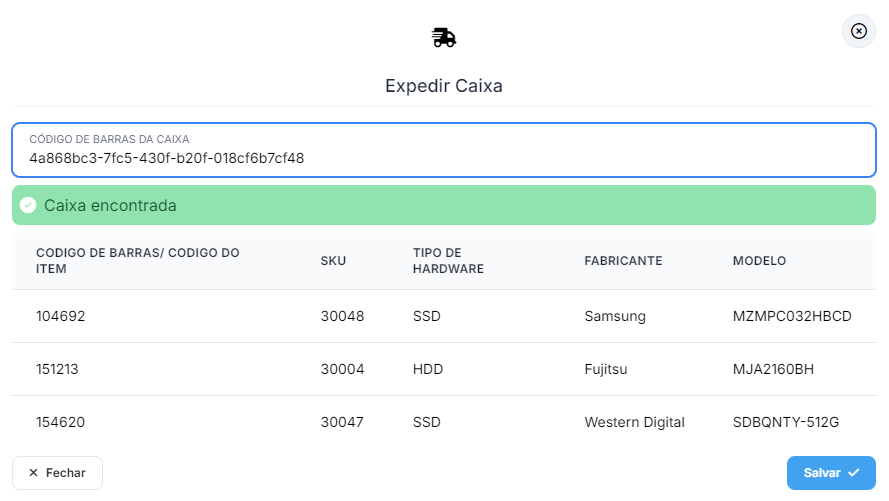 Expedir Caixa
CÓDIGO DE BARRAS DA CAIXA
4a868bc3-7fc5-430f-b20f-018cf6b7cf48
Caixa encontrada
CODIGO DE BARRAS/ CODIGO DO
ITEM
SKU
TIPO DE
HARDWARE
FABRICANTE
MODELO
104692 30048 SSD Samsung MZMPC032HBCD
151213 30004 HDD Fujitsu MJA2160BH
154620 30047 SSD Western Digital SDBQNTY-512G
Fechar
Salvar